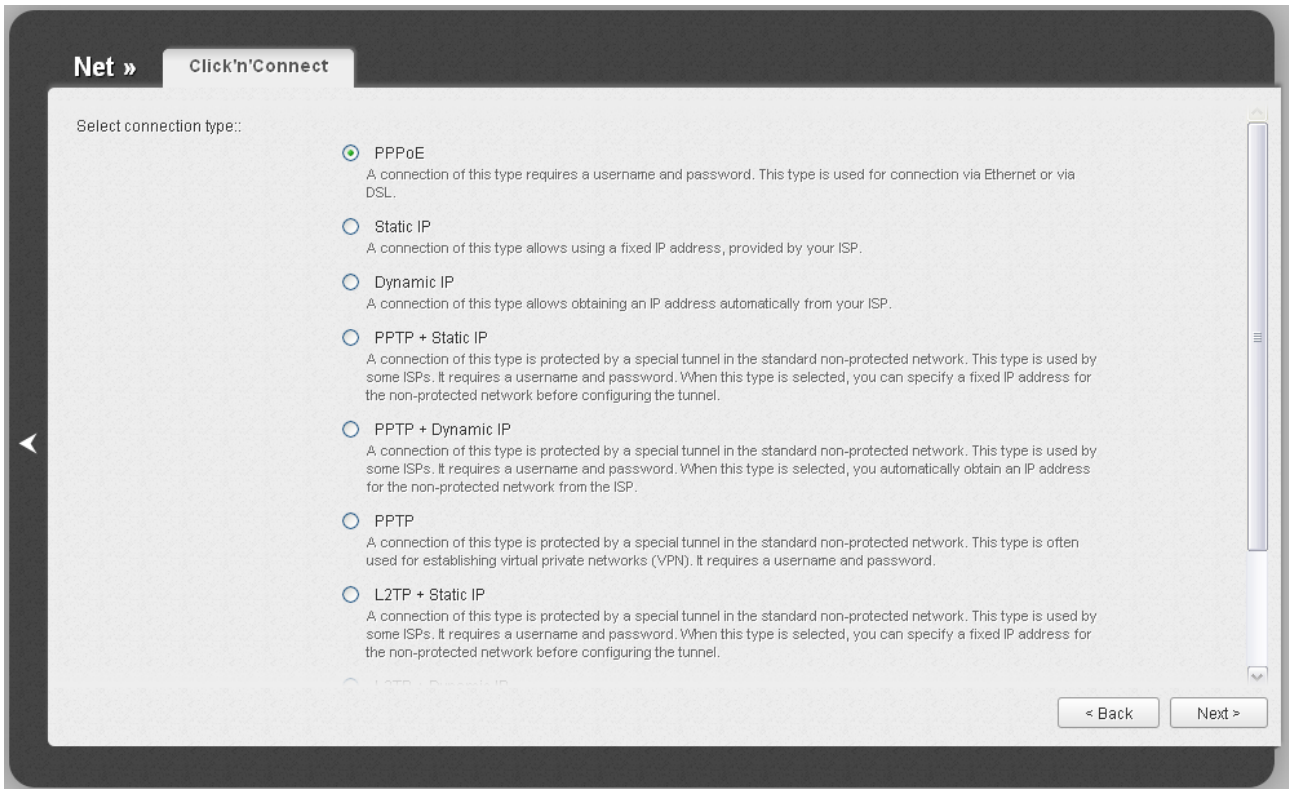 Net »
Click'n'Connect
Select connection type::
PPPoE
A connection of this type requires a username and password. This type is used for connection via Ethernet or via
DSL.
Static IP
A connection of this type allows using a fixed IP address, provided by your ISP.
Dynamic IP
A connection of this type allows obtaining an IP address automatically from your ISP.
PPTP + Static IP
A connection of this type is protected by a special tunnel in the standard non-protected network. This type is used by
some ISPs. It requires a username and password. When this type is selected, you can specify a fixed IP address for
the non-protected network before configuring the tunnel.
PPTP + Dynamic IP
A connection of this type is protected by a special tunnel in the standard non-protected network. This type is used by
some ISPs. It requires a username and password. When this type is selected, you automatically obtain an IP address
for the non-protected network from the ISP.
PPTP
A connection of this type is protected by a special tunnel in the standard non-protected network. This type is often
used for establishing virtual private networks (VPN). It requires a username and password.
L2TP + Static IP
A connection of this type is protected by a special tunnel in the standard non-protected network. This type is used by
some ISPs. It requires a username and password. When this type is selected, you can specify a fixed IP address for
the non-protected network before configuring the tunnel.
L2TP + Dynamic IP
< Back
Next >